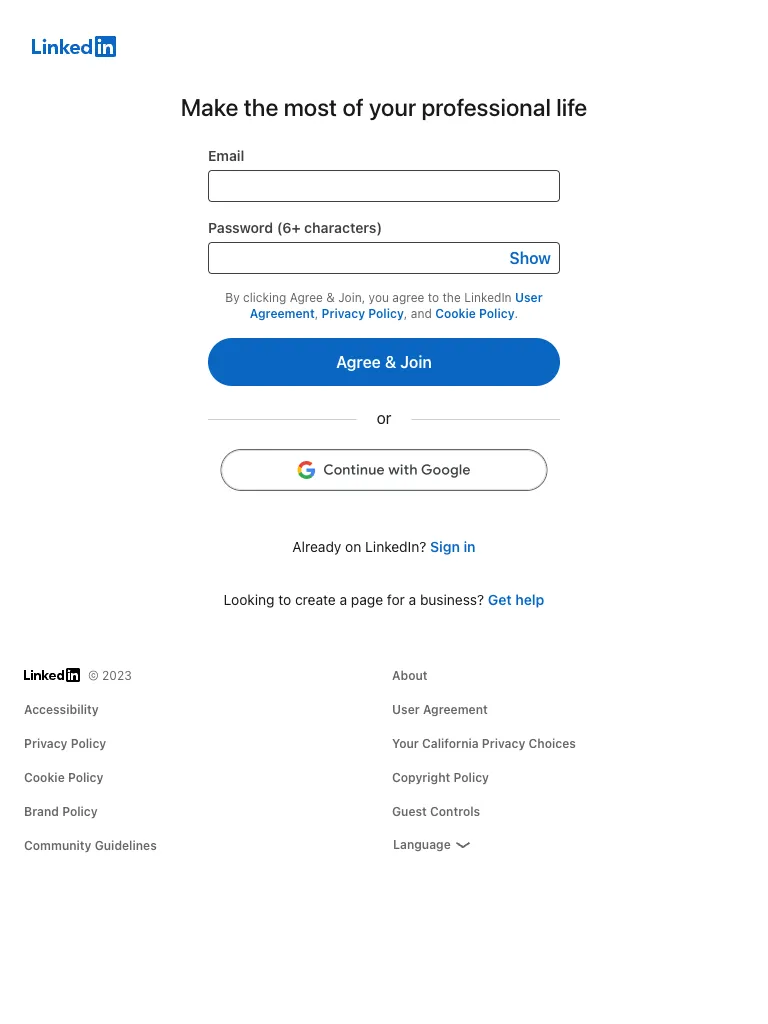 LinkedIn
Make the most of your professional life
Email
Password (6+ characters)
Show
By clicking Agree & Join, you agree to the LinkedIn User
Agreement, Privacy Policy, and Cookie Policy.
Agree & Join
or
Continue with Google
Already on LinkedIn? Sign in
Looking to create a page for a business? Get help
LinkedIn © 2023
About
Accessibility
User Agreement
Privacy Policy
Your California Privacy Choices
Cookie Policy
Copyright Policy
Brand Policy
Guest Controls
Community Guidelines
Language